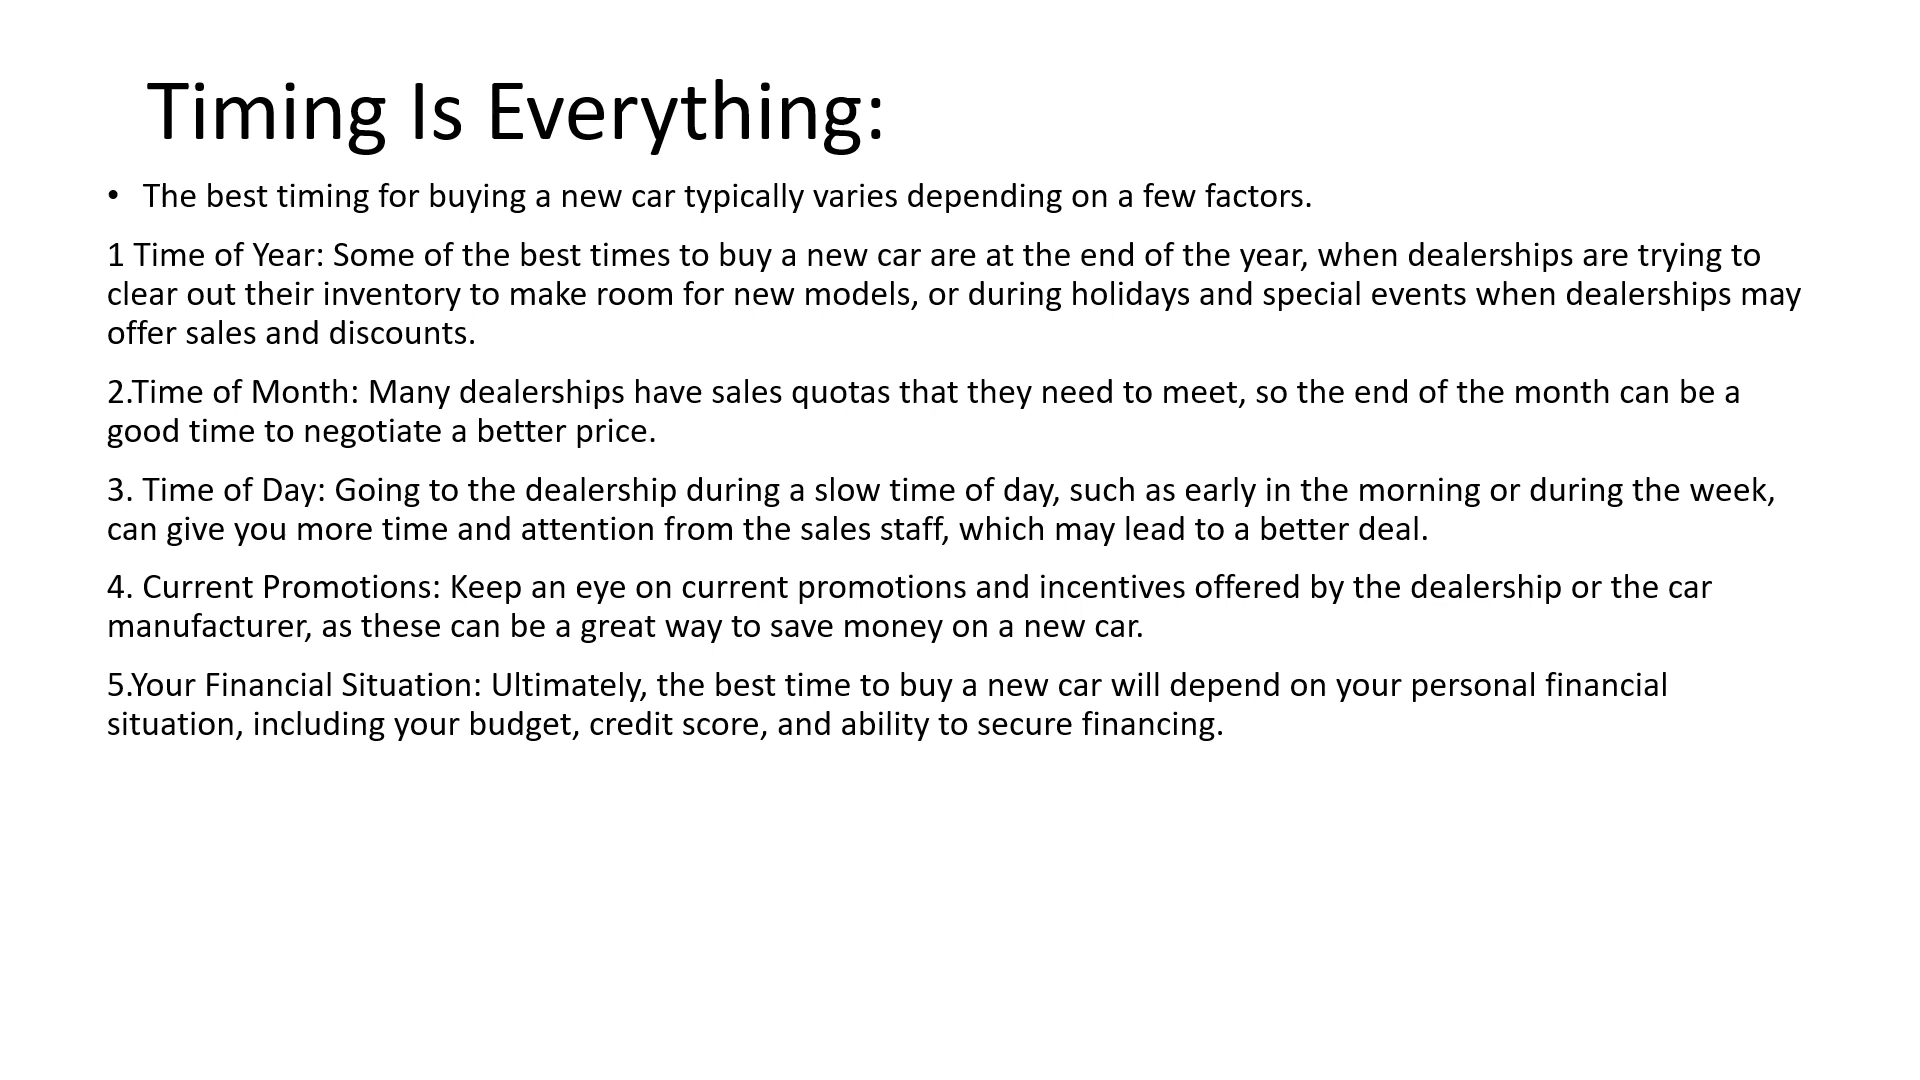 Timing Is Everything:
• The best timing for buying a new car typically varies depending on a few factors.
1 Time of Year: Some of the best times to buy a new car are at the end of the year, when dealerships are trying to
clear out their inventory to make room for new models, or during holidays and special events when dealerships may
offer sales and discounts.
2.Time of Month: Many dealerships have sales quotas that they need to meet, so the end of the month can be a
good time to negotiate a better price.
3. Time of Day: Going to the dealership during a slow time of day, such as early in the morning or during the week,
can give you more time and attention from the sales staff, which may lead to a better deal.
4. Current Promotions: Keep an eye on current promotions and incentives offered by the dealership or the car
manufacturer, as these can be a great way to save money on a new car.
5.Your Financial Situation: Ultimately, the best time to buy a new car will depend on your personal financial
situation, including your budget, credit score, and ability to secure financing.